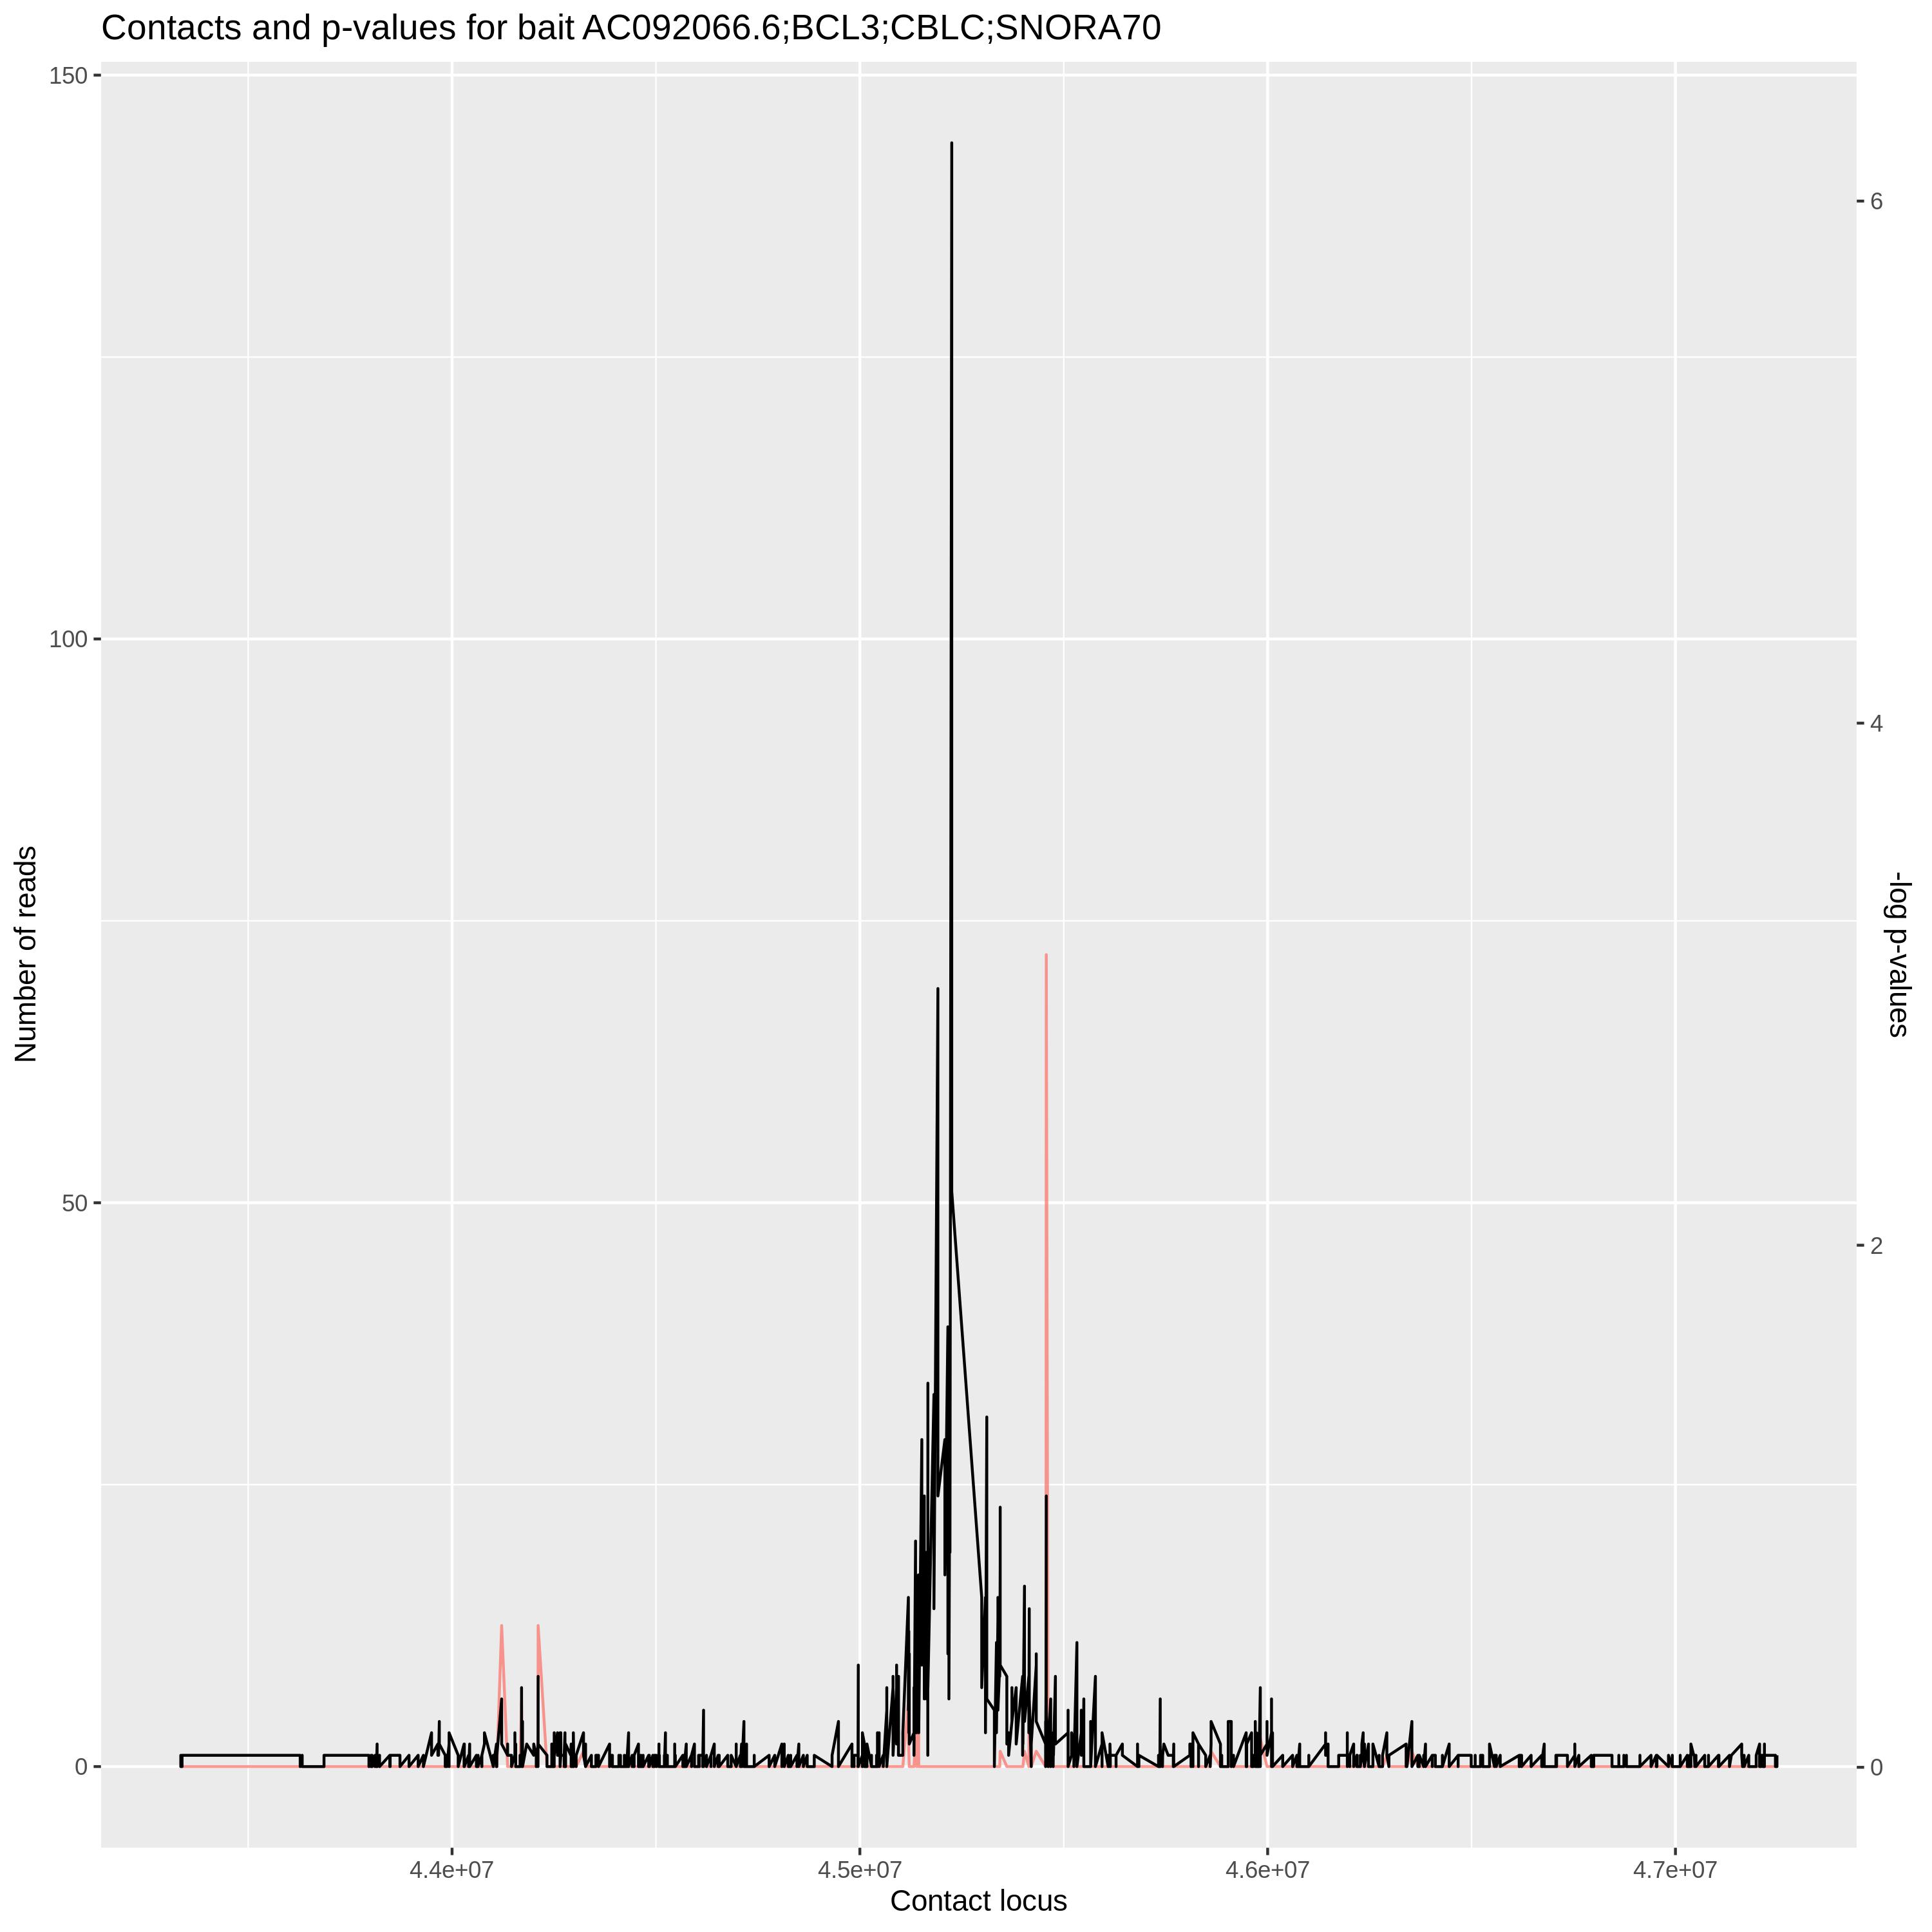 Contacts and p-values for bait AC092066.6;BCL3;CBLC;SNORA70
150
100
50
0
Number of reads
6
4
2
0
-log p-values
4.4e+07
4.5e+07
4.6e+07
4.7e+07
Contact locus